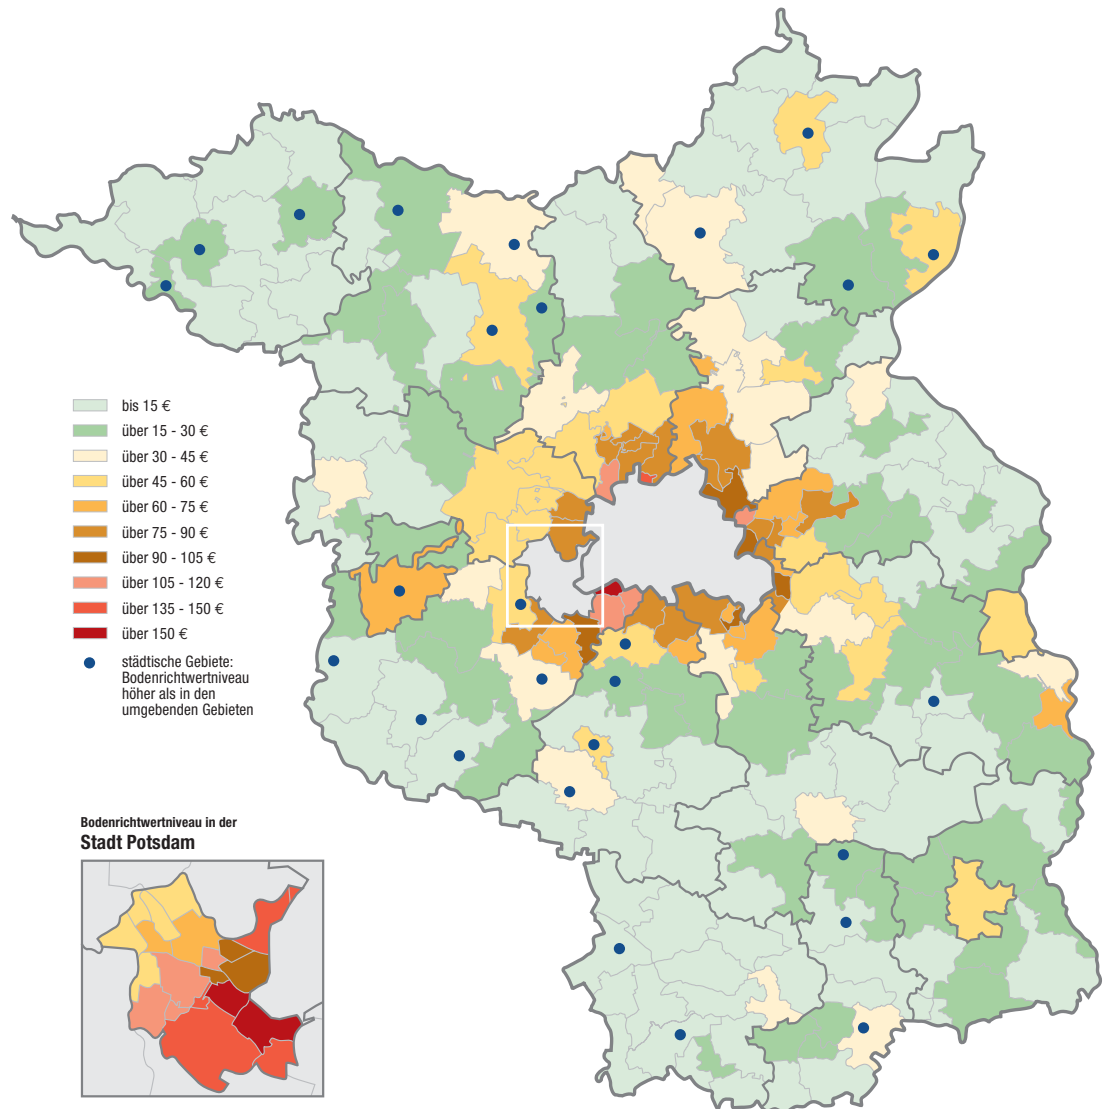 bis 15 €
über 15 - 30 €
über 30 - 45 €
über 45 - 60 €
über 60 - 75 €
über 75 - 90 €
über 90 - 105 €
über 105 - 120 €
über 135 - 150 €
über 150 €
städtische Gebiete:
Bodenrichtwertniveau
höher als in den
umgebenden Gebieten
Bodenrichtwertniveau in der
Stadt Potsdam